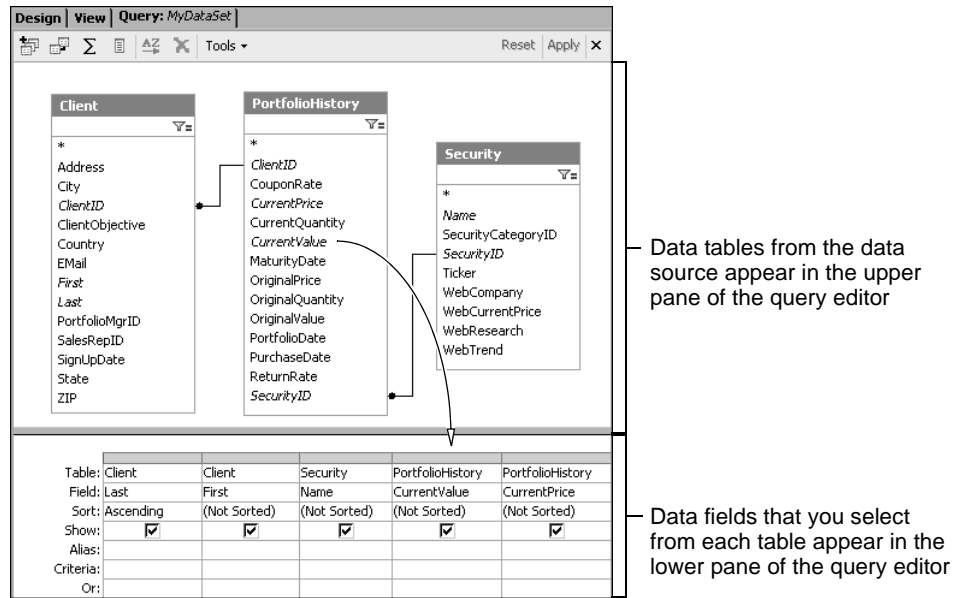 Design | View | Query: MyDataSet |
Σ Tools Reset Apply ×
Client
*
Address
City
ClientID
ClientObjective
Country
EMail
First
Last
PortfolioMgrID
SalesRepID
SignUpDate
State
ZIP
PortfolioHistory
*
ClientID
CouponRate
CurrentPrice
CurrentQuantity
CurrentValue
MaturityDate
OriginalPrice
OriginalQuantity
OriginalValue
PortfolioDate
PurchaseDate
ReturnRate
SecurityID
Security
*
Name
SecurityCategoryID
SecurityID
Ticker
WebCompany
WebCurrentPrice
WebResearch
WebTrend
Data tables from the data
source appear in the upper
pane of the query editor
Table: Client Client Security PortfolioHistory PortfolioHistory
Field: Last First Name CurrentValue CurrentPrice
Sort: Ascending (Not Sorted) (Not Sorted) (Not Sorted) (Not Sorted)
Show:
Alias:
Criteria:
Or:
Data fields that you select
from each table appear in the
lower pane of the query editor